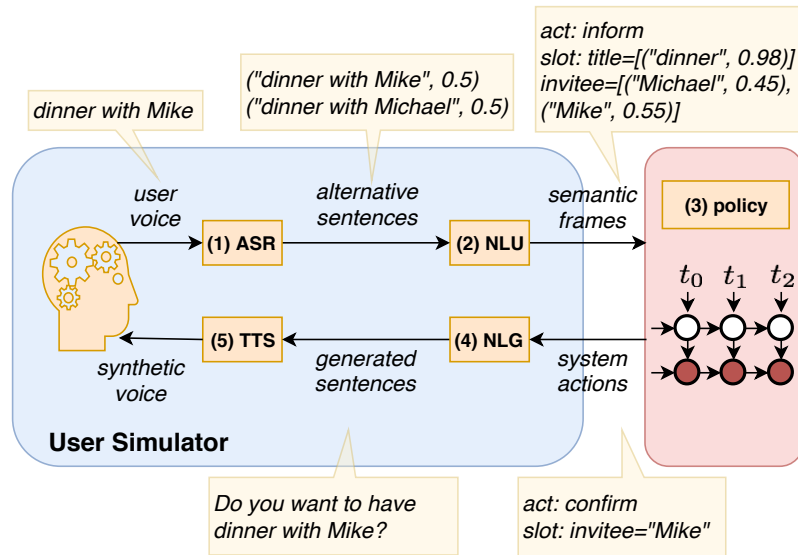 act: inform
slot: title=[("dinner", 0.98)]
invitee=[("Michael", 0.45),
("Mike", 0.55)]
("dinner with Mike", 0.5)
("dinner with Michael", 0.5)
dinner with Mike
user
voice
alternative
sentences
semantic
frames
(1) ASR
(2) NLU
(3) policy
t0
t1
t2
(5) TTS
(4) NLG
synthetic
voice
generated
sentences
system
actions
User Simulator
Do you want to have
dinner with Mike?
act: confirm
slot: invitee="Mike"